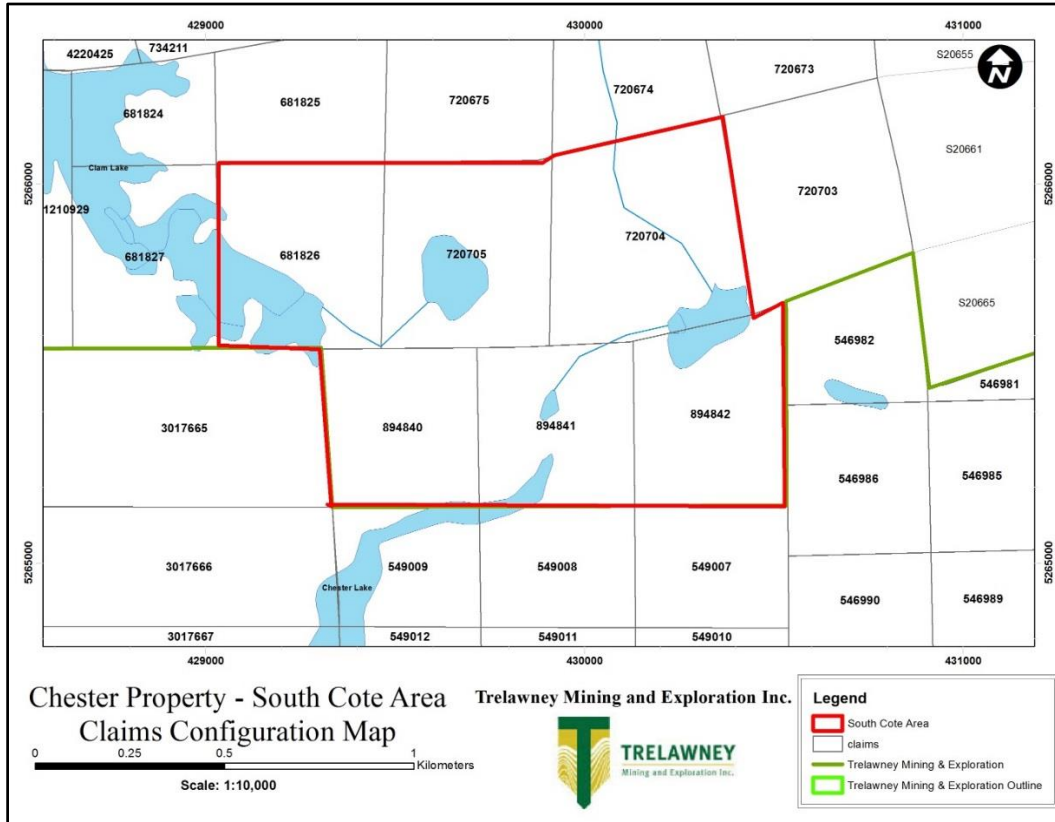 429000
430000
431000
4220425
734211
720673
S20655
N
720674
681825
720675
681824
S20661
Clam Lake
5266000
5266000
720703
1210929
720704
681827
681826
720705
S20665
546982
546981
3017665
894840
894841
894842
546986
546985
5265000
5265000
3017666
549009
549008
549007
Chester Lake
546990
546989
3017667
549012
549011
549010
429000
430000
431000
Chester Property - South Cote Area
Claims Configuration Map
0 0.25 0.5 1
Kilometers
Scale: 1:10,000
Trelawney Mining and Exploration Inc.
TRELAWNEY
Mining and Exploration Inc.
Legend
South Cote Area
claims
Trelawney Mining & Exploration
Trelawney Mining & Exploration Outline